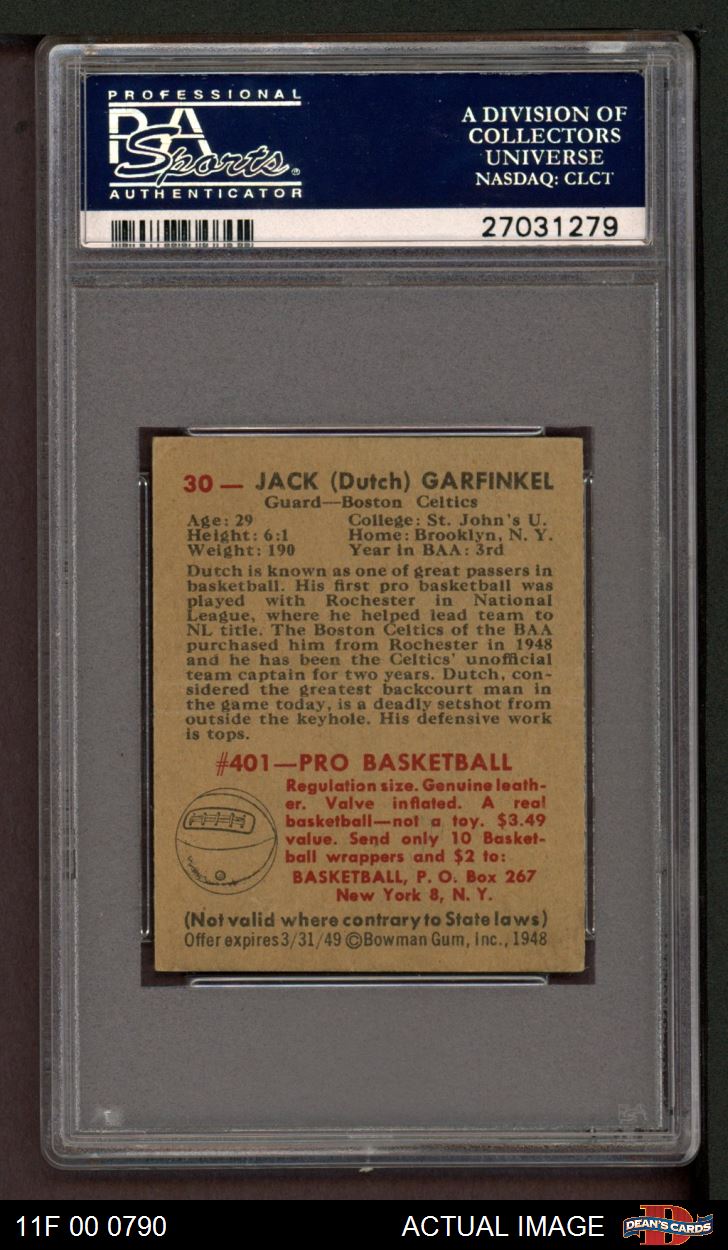 PROFESSIONAL
PSA
Sports
AUTHENTICATOR
A DIVISION OF
COLLECTORS
UNIVERSE
NASDAQ: CLCT
27031279
30 — JACK (Dutch) GARFINKEL
Guard—Boston Celtics
Age: 29 College: St. John's U.
Height: 6:1 Home: Brooklyn, N. Y.
Weight: 190 Year in BAA: 3rd
Dutch is known as one of great passers in
basketball. His first pro basketball was
played with Rochester in National
League, where he helped lead team to
NL title. The Boston Celtics of the BAA
purchased him from Rochester in 1948
and he has been the Celtics' unofficial
team captain for two years. Dutch, con-
sidered the greatest backcourt man in
the game today, is a deadly setshot from
outside the keyhole. His defensive work
is tops.
#401—PRO BASKETBALL
Regulation size. Genuine leath-
er. Valve inflated. A real
basketball—not a toy. $3.49
value. Send only 10 Basket-
ball wrappers and $2 to:
BASKETBALL, P. O. Box 267
New York 8, N. Y.
(Not valid where contrary to State laws)
Offer expires 3/31/49 ©Bowman Gum, Inc., 1948
PSA
11F 00 0790
ACTUAL IMAGE
DEAN'S CARDS